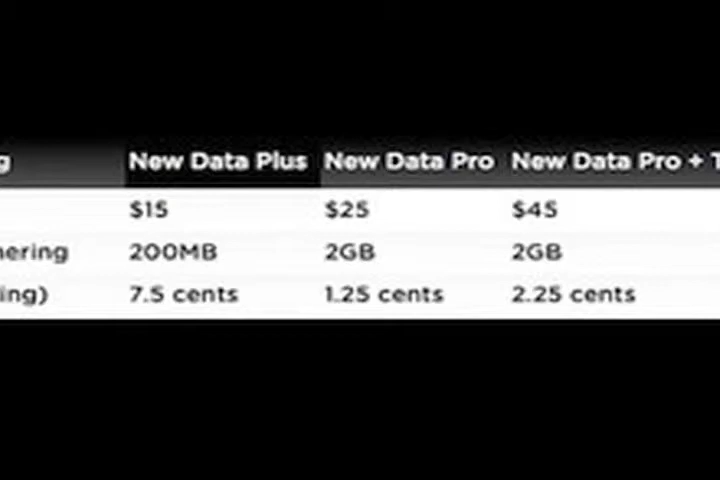 g New Data Plus New Data Pro New Data Pro + T
$15 $25 $45
hering 200MB 2GB 2GB
ing) 7.5 cents 1.25 cents 2.25 cents